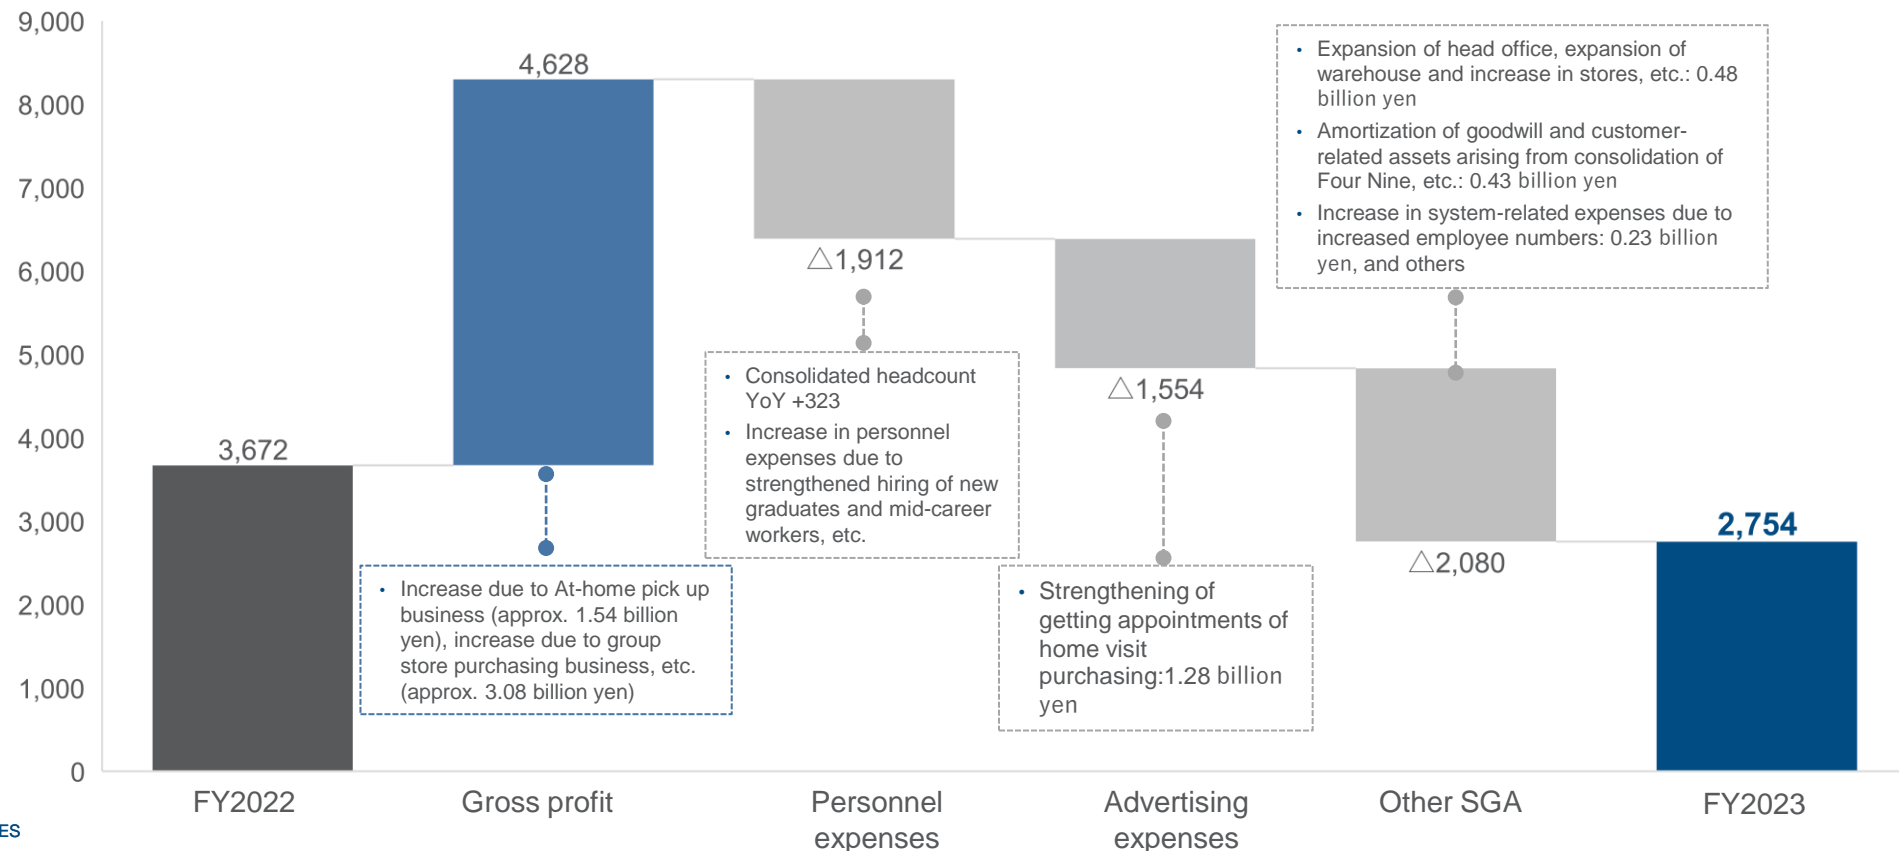 9,000
8,000
7,000
6,000
5,000
4,000
3,000
2,000
1,000
0
3,672
4,628
△1,912
△1,554
△2,080
2,754
• Increase due to At-home pick up
business (approx. 1.54 billion
yen), increase due to group
store purchasing business, etc.
(approx. 3.08 billion yen)
• Consolidated headcount
YoY +323
• Increase in personnel
expenses due to
strengthened hiring of new
graduates and mid-career
workers, etc.
• Strengthening of
getting appointments of
home visit
purchasing:1.28 billion
yen
• Expansion of head office, expansion of
warehouse and increase in stores, etc.: 0.48
billion yen
• Amortization of goodwill and customer-
related assets arising from consolidation of
Four Nine, etc.: 0.43 billion yen
• Increase in system-related expenses due to
increased employee numbers: 0.23 billion
yen, and others
FY2022
Gross profit
Personnel
expenses
Advertising
expenses
Other SGA
FY2023
ES